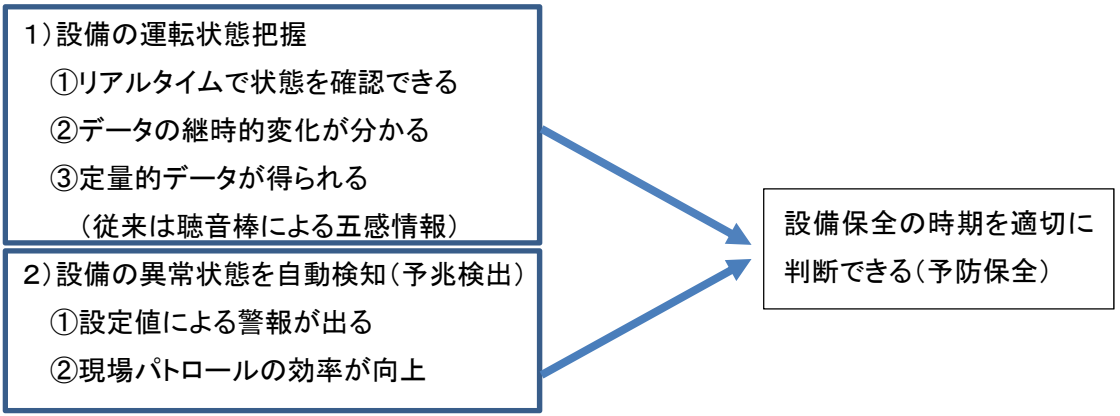 1)設備の運転状態把握
①リアルタイムで状態を確認できる
②データの継時的変化が分かる
③定量的データが得られる
(従来は聴音棒による五感情報)
2)設備の異常状態を自動検知(予兆検出)
①設定値による警報が出る
②現場パトロールの効率が向上
設備保全の時期を適切に
判断できる(予防保全)